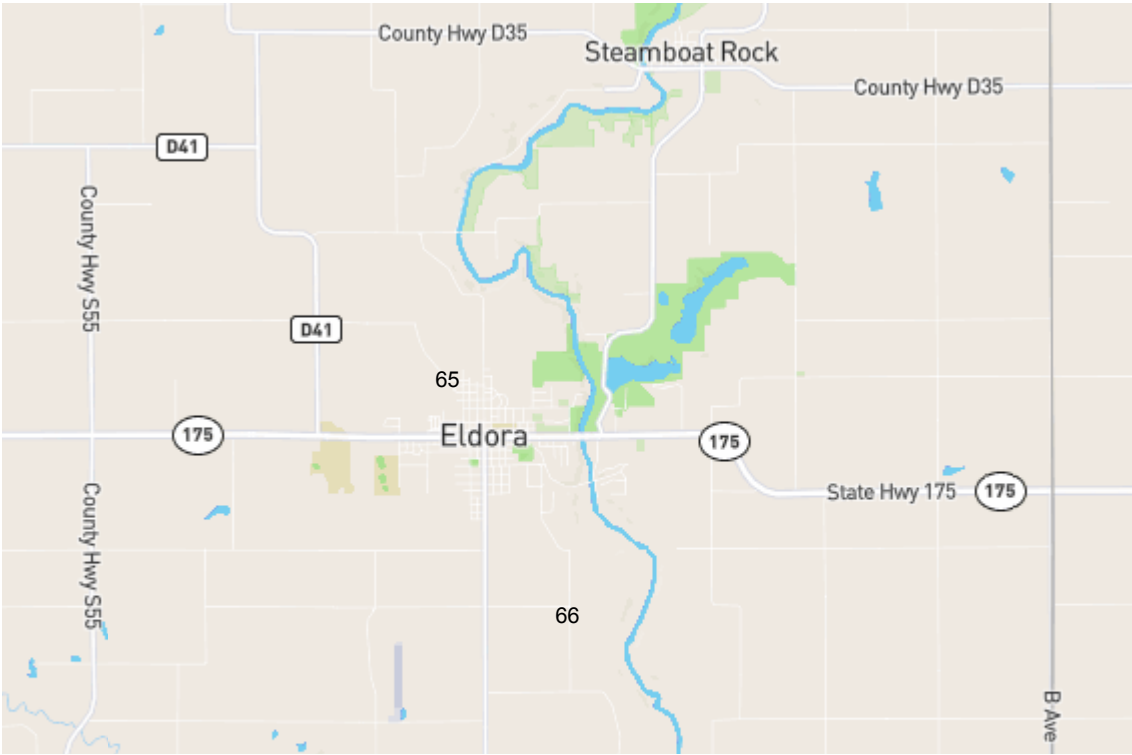 County Hwy D35
Steamboat Rock
County Hwy D35
D41
County Hwy S55
D41
65
175
Eldora
175
State Hwy 175
175
County Hwy S55
66
B Ave